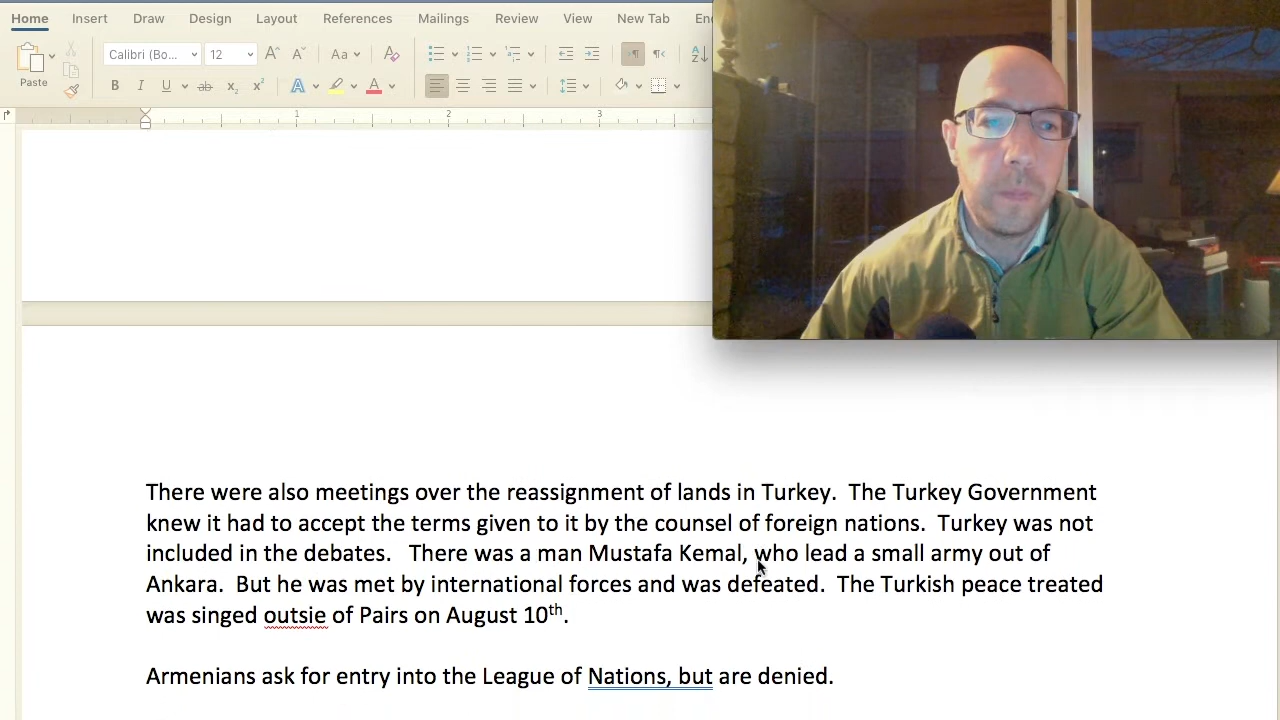 Home Insert Draw Design Layout References Mailings Review View New Tab
Calibri (Bo... 12
Paste
1 2 3
There were also meetings over the reassignment of lands in Turkey. The Turkey Government
knew it had to accept the terms given to it by the counsel of foreign nations. Turkey was not
included in the debates. There was a man Mustafa Kemal, who lead a small army out of
Ankara. But he was met by international forces and was defeated. The Turkish peace treated
was singed outsie of Pairs on August 10th.
Armenians ask for entry into the League of Nations, but are denied.